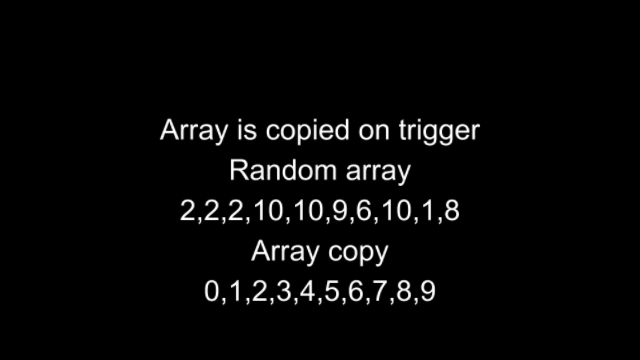 Array is copied on trigger
Random array
2,2,2,10,10,9,6,10,1,8
Array copy
0,1,2,3,4,5,6,7,8,9